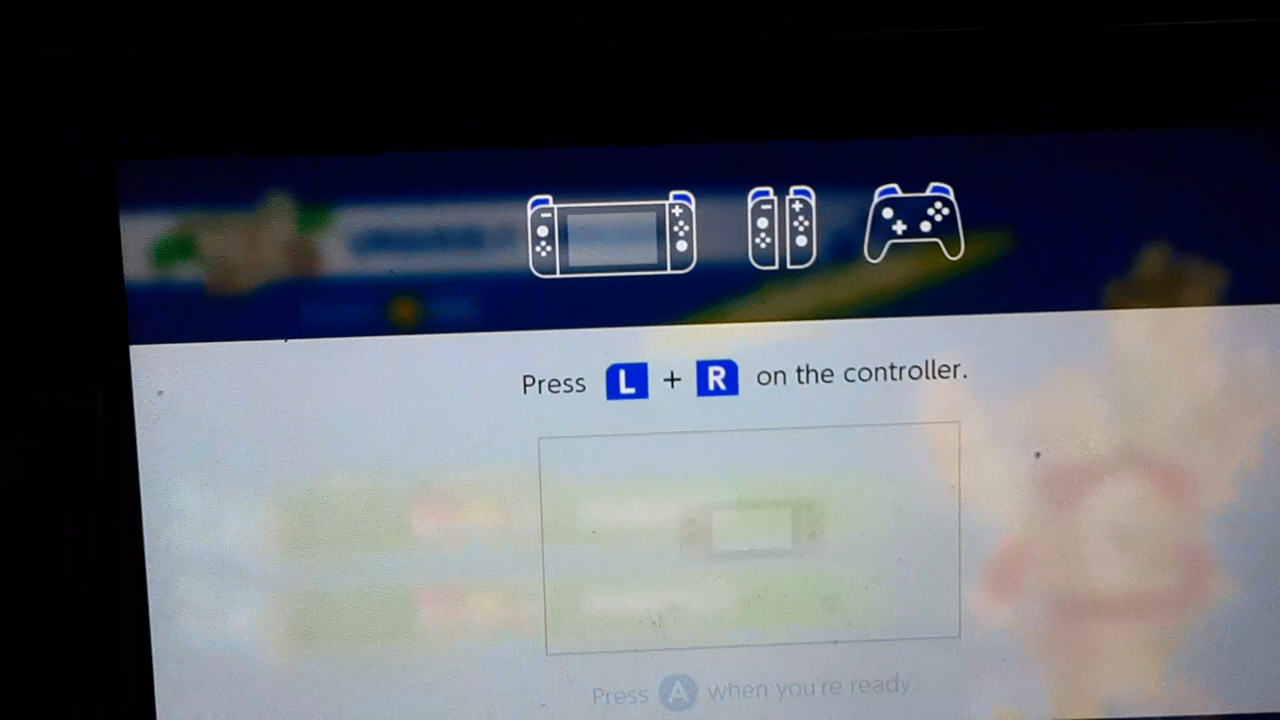 Press L + R on the controller.
Press A when you're ready.